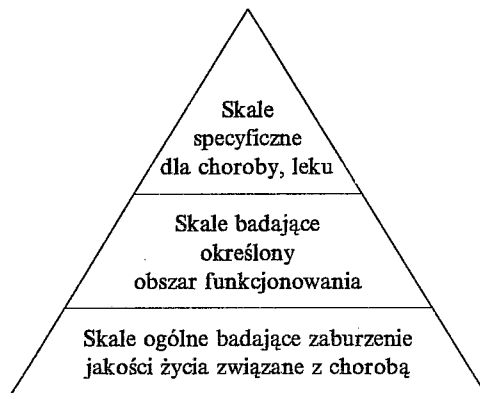 Skale
specyficzne
dla choroby, leku
Skale badające
określony
obszar funkcjonowania
Skale ogólne badające zaburzenie
jakości życia związane z chorobą